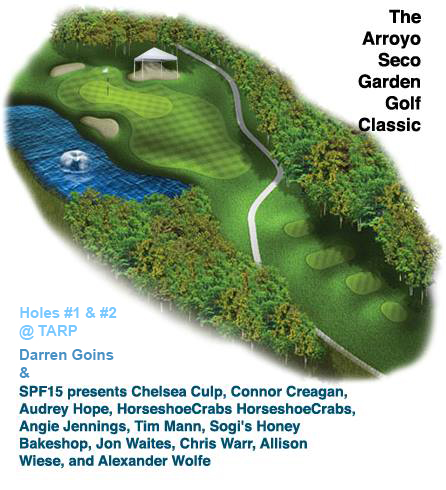 The
Arroyo
Seco
Garden
Golf
Classic
Holes #1 & #2
@ TARP
Darren Goins
&
SPF15 presents Chelsea Culp, Connor Creagan,
Audrey Hope, HorseshoeCrabs HorseshoeCrabs,
Angie Jennings, Tim Mann, Sogi's Honey
Bakeshop, Jon Waites, Chris Warr, Allison
Wiese, and Alexander Wolfe